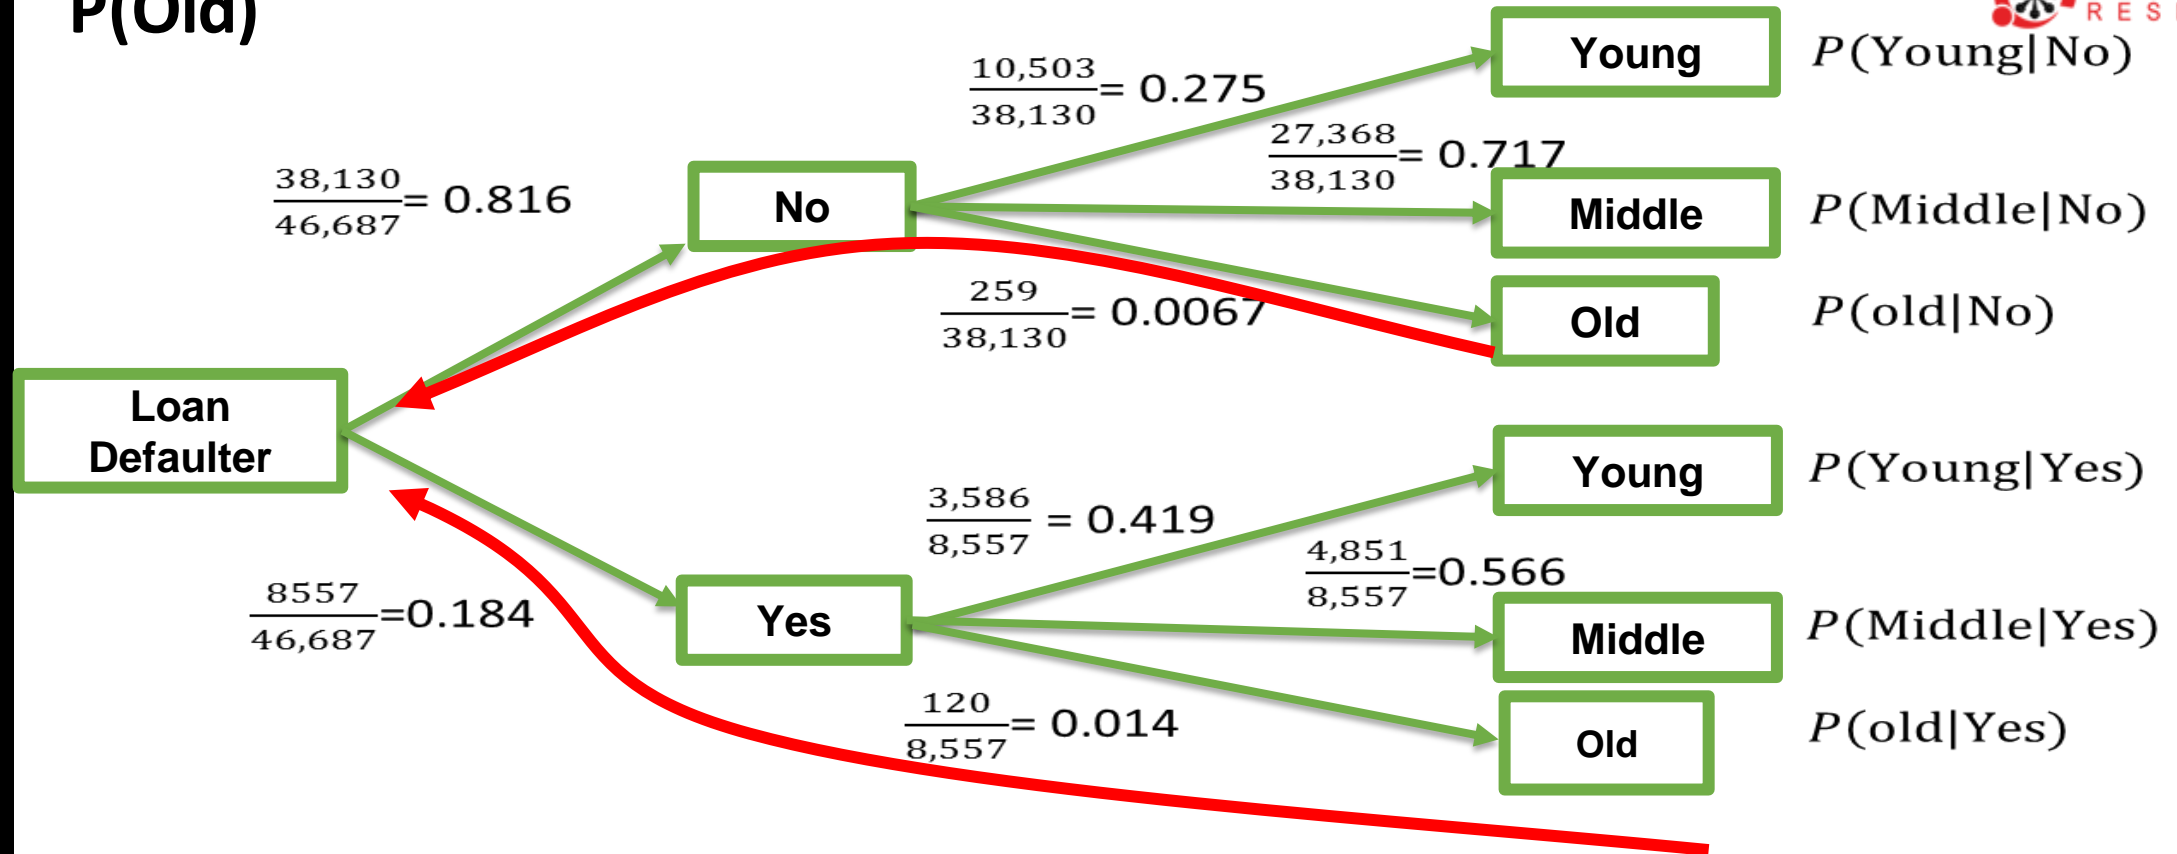 P(Old)
RES
Young
P(Young|No)
10,503
38,130
= 0.275
27,368
38,130
= 0.717
38,130
46,687
= 0.816
No
Middle
P(Middle|No)
259
38,130
= 0.0067
Old
P(old|No)
Loan
Defaulter
Young
P(Young|Yes)
3,586
8,557
= 0.419
4,851
8,557
=0.566
8557
46,687
=0.184
Yes
Middle
P(Middle|Yes)
120
8,557
= 0.014
Old
P(old|Yes)